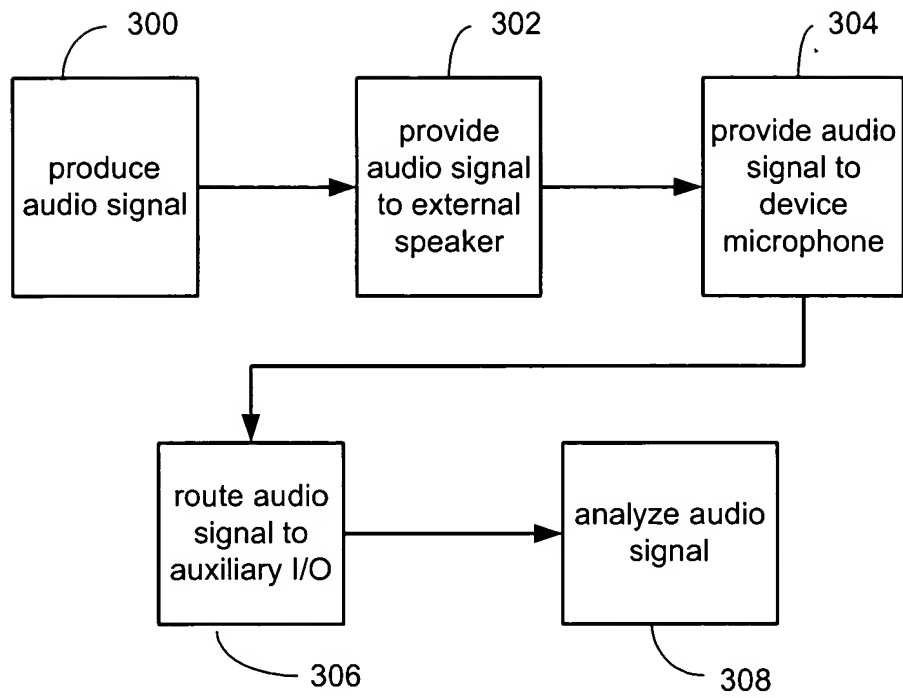 300
302
304
produce
audio signal
provide
audio signal
to external
speaker
provide audio
signal to
device
microphone
route audio
signal to
auxiliary I/O
analyze audio
signal
306
308